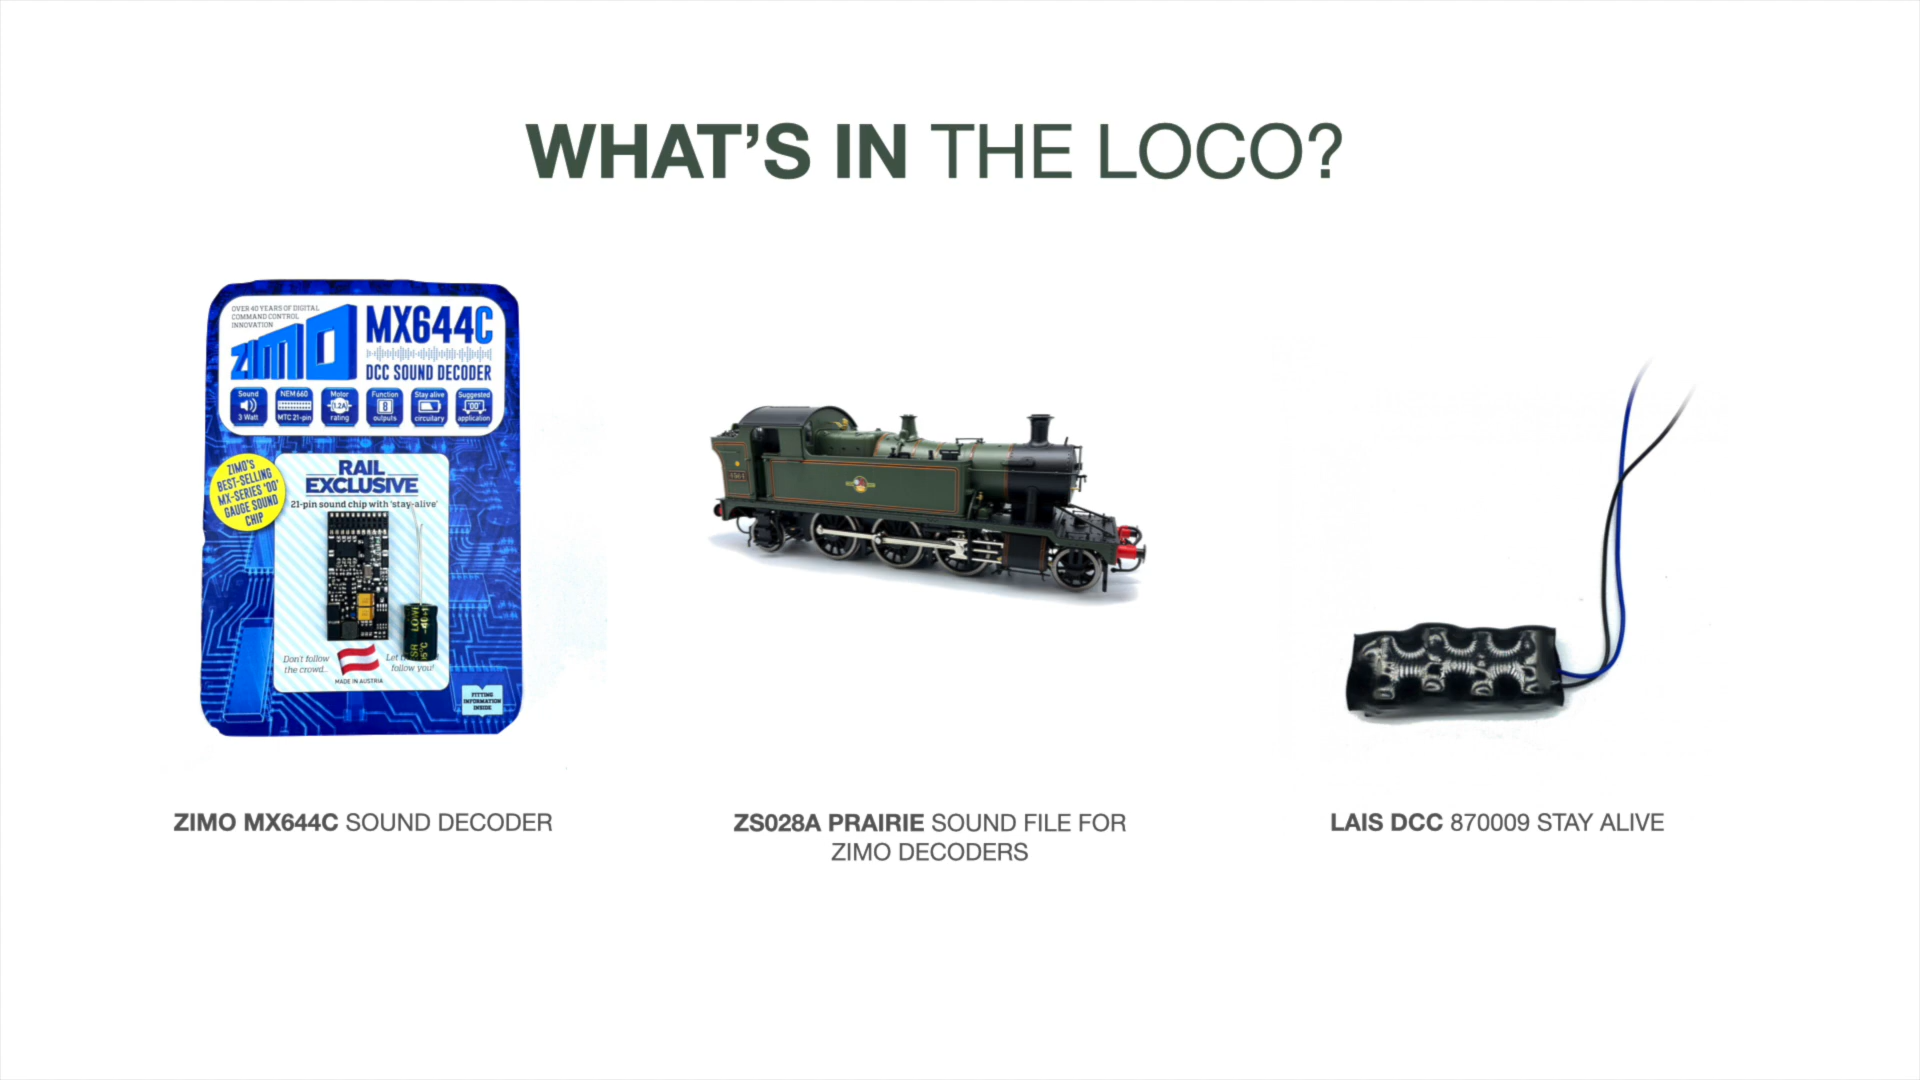 WHAT'S IN THE LOCO?
OVER 40 YEARS OF DIGITAL
COMMAND CONTROL
INNOVATION
ZIMO
MX644C
DCC SOUND DECODER
Sound
3 Watt
NEM660
MTC 21-pin
Motor
1.2A
rating
Function
8
outputs
Stay alive
circuitary
Suggested
'OO'
application
ZIMO'S
BEST-SELLING
MX-SERIES 'OO'
GAUGE SOUND
CHIP
RAIL
EXCLUSIVE
21-pin sound chip with 'stay-alive'
Don't follow
the crowd..
Let
follow you!
MADE IN AUSTRIA
FITTING
INFORMATION
INSIDE
ZIMO MX644C SOUND DECODER
ZS028A PRAIRIE SOUND FILE FOR
ZIMO DECODERS
LAIS DCC 870009 STAY ALIVE